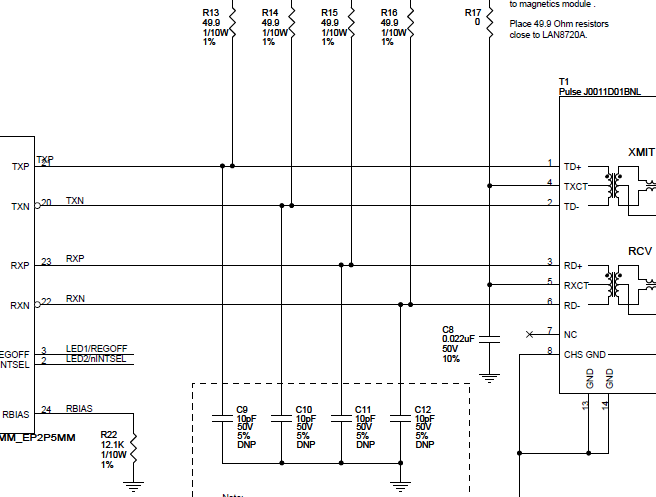 to magnetics module .
Place 49.9 Ohm resistors
close to LAN8720A.
R13
49.9
1/10W
1%
R14
49.9
1/10W
1%
R15
49.9
1/10W
1%
R16
49.9
1/10W
1%
R17
0
T1
Pulse J0011D01BNL
TXP
21
TXP
1
TD+
XMIT
4
TXCT
TXN
20
TXN
2
TD-
RXP
23
RXP
3
RD+
RCV
5
RXCT
RXN
22
RXN
6
RD-
C8
0.022uF
50V
10%
7
NC
8
CHS GND
EGOFF
3
LED1/REGOFF
INTSEL
2
LED2/nINTSEL
GND
GND
13
14
RBIAS
24
RBIAS
MM_EP2P5MM
R22
12.1K
1/10W
1%
C9
10pF
50V
5%
DNP
C10
10pF
50V
5%
DNP
C11
10pF
50V
5%
DNP
C12
10pF
50V
5%
DNP